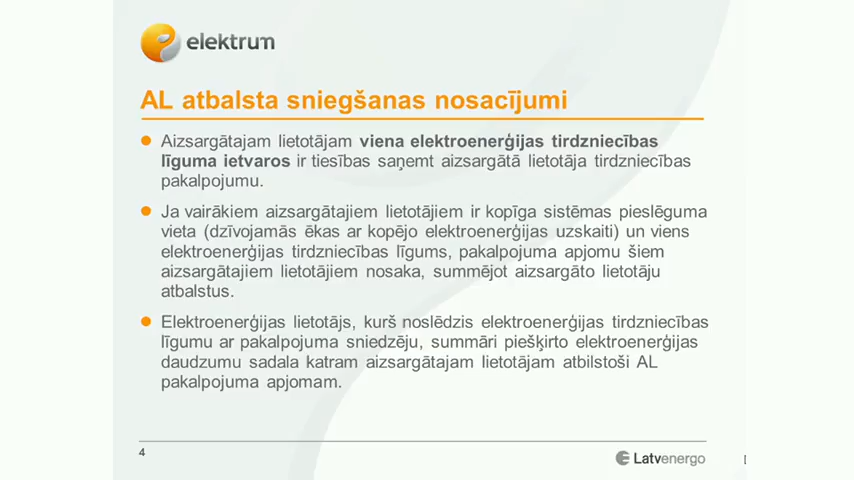 elektrum
AL atbalsta sniegšanas nosacījumi
Aizsargātajam lietotājam viena elektroenerģijas tirdzniecības
līguma ietvaros ir tiesības saņemt aizsargātā lietotāja tirdzniecības
pakalpojumu.
Ja vairākiem aizsargātajiem lietotājiem ir kopīga sistēmas pieslēguma
vieta (dzīvojamās ēkas ar kopējo elektroenerģijas uzskaiti) un viens
elektroenerģijas tirdzniecības līgums, pakalpojuma apjomu šiem
aizsargātajiem lietotājiem nosaka, summējot aizsargāto lietotāju
atbalstus.
Elektroenerģijas lietotājs, kurš noslēdzis elektroenerģijas tirdzniecības
līgumu ar pakalpojuma sniedzēju, summāri piešķirto elektroenerģijas
daudzumu sadala katram aizsargātajam lietotājam atbilstoši AL
pakalpojuma apjomam.
4
Latvenergo